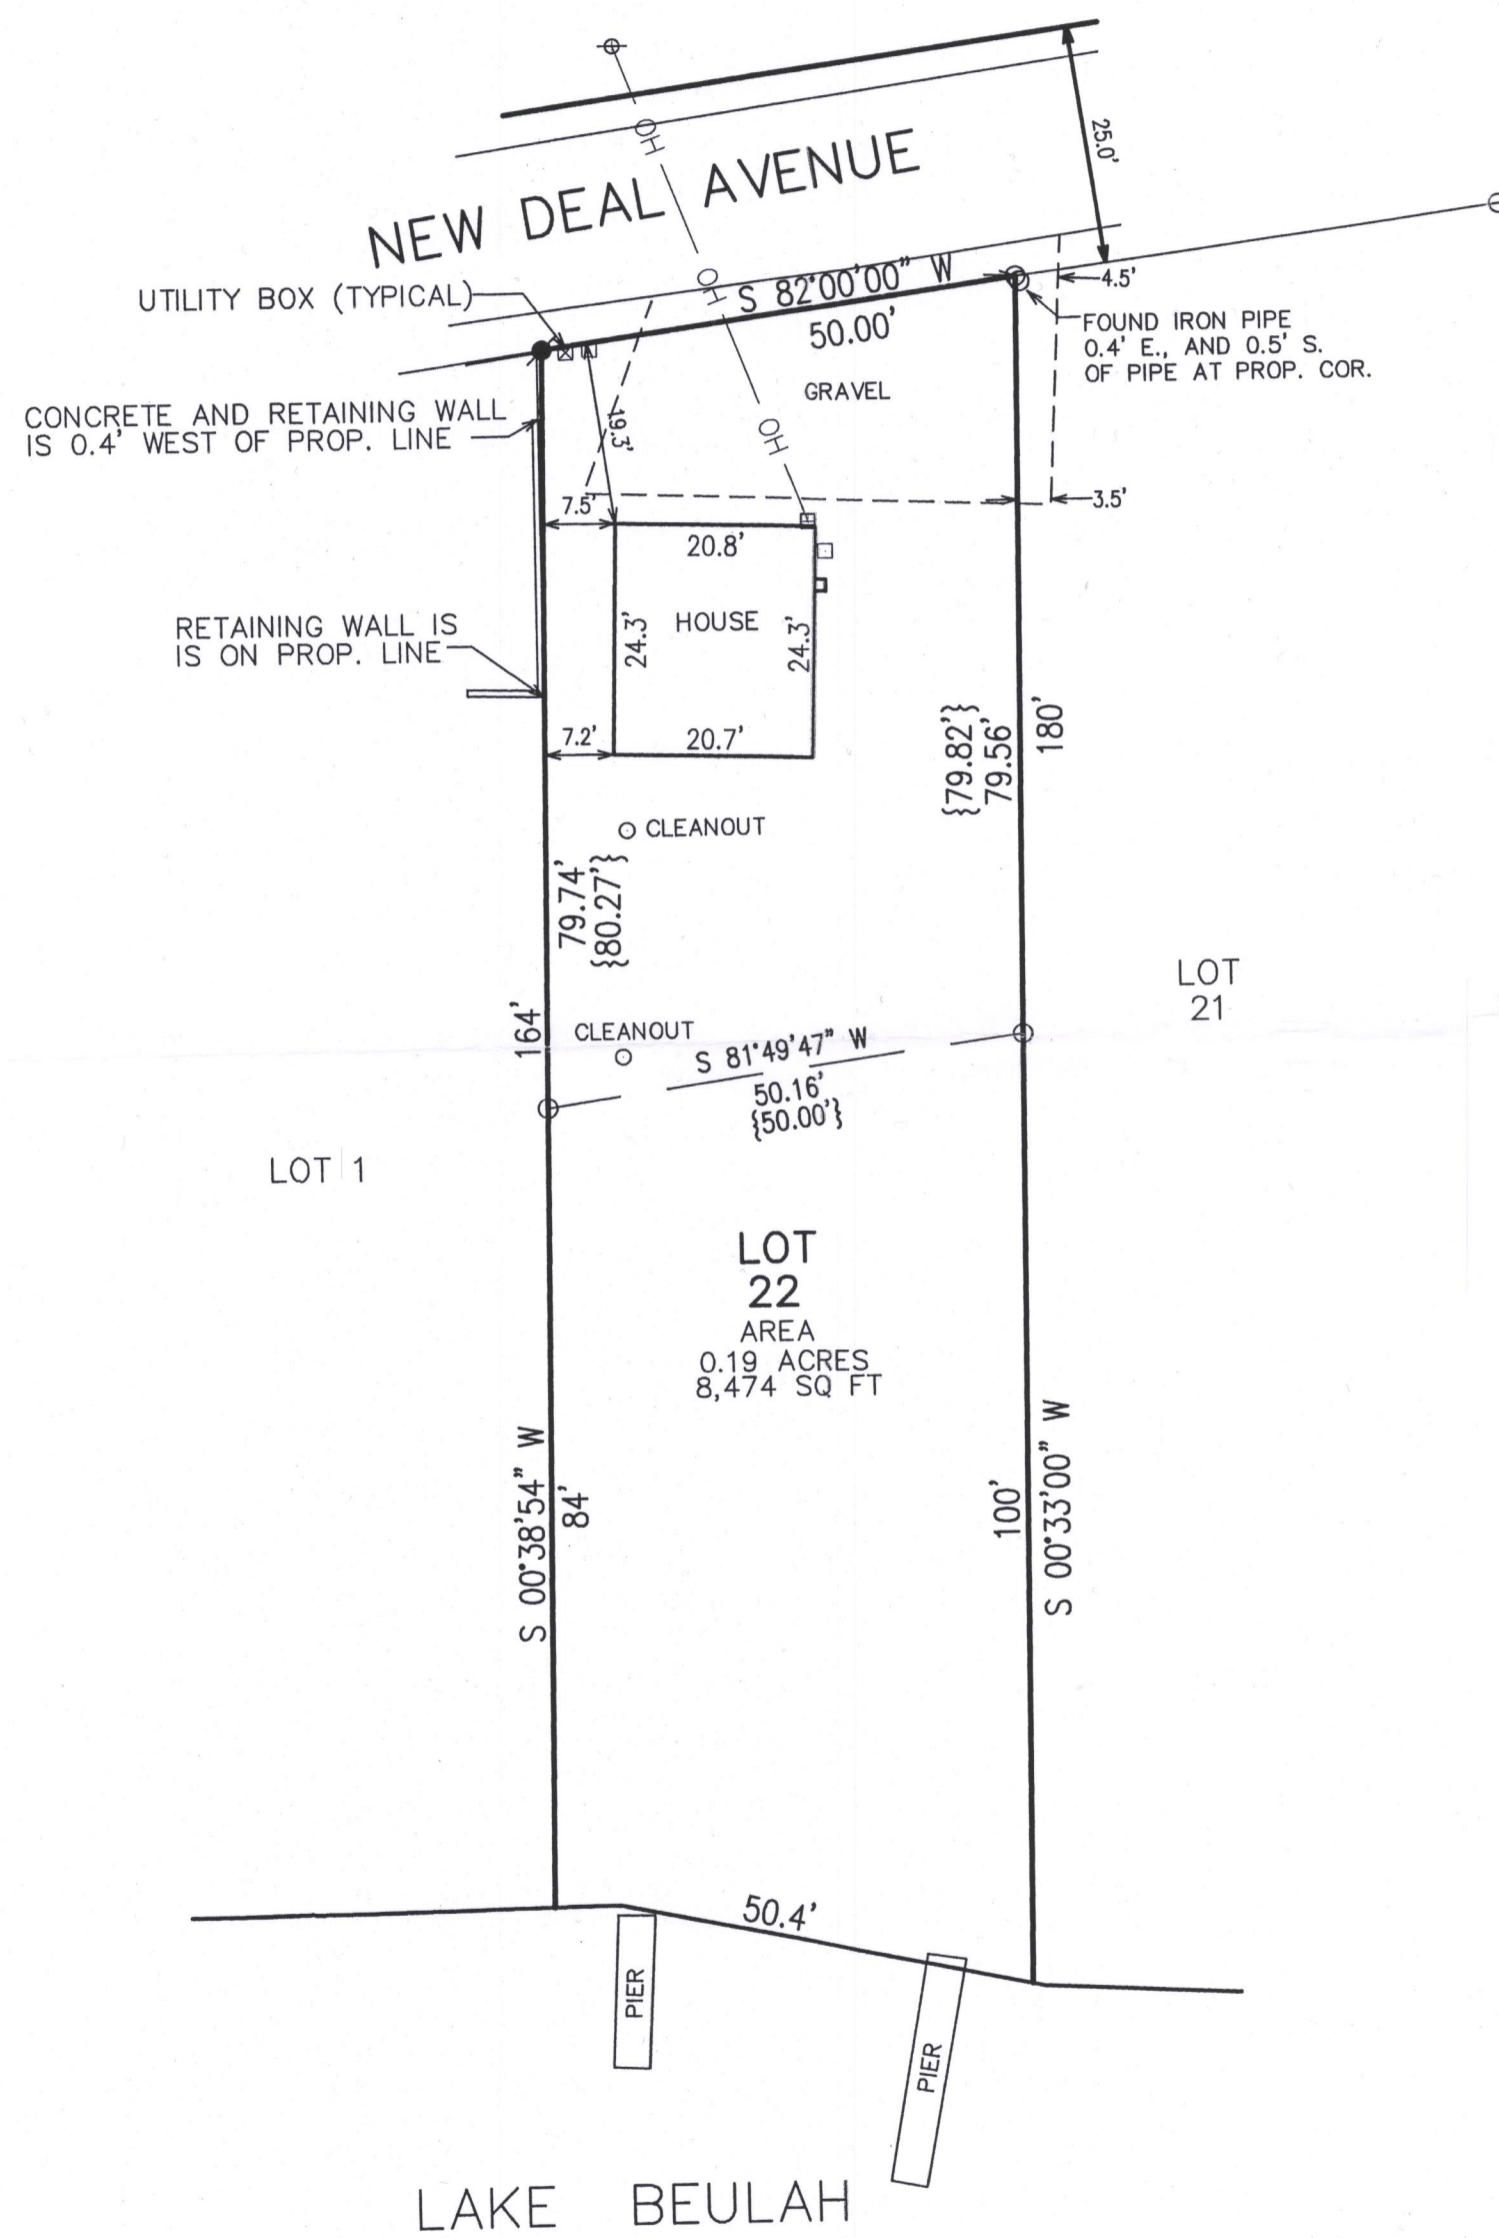 25.0'
OH
NEW DEAL AVENUE
OH
S 82°00'00" W
50.00'
4.5'
UTILITY BOX (TYPICAL)
FOUND IRON PIPE
0.4' E., AND 0.5' S.
OF PIPE AT PROP. COR.
GRAVEL
CONCRETE AND RETAINING WALL
IS 0.4' WEST OF PROP. LINE
19.3'
OH
7.5'
3.5'
20.8'
HOUSE
24.3'
24.3'
RETAINING WALL IS
IS ON PROP. LINE
7.2'
20.7'
{79.82'}
79.56'
180'
CLEANOUT
79.74'
{80.27'}
LOT
21
164'
CLEANOUT
S 81°49'47" W
50.16'
{50.00'}
LOT 1
LOT
22
AREA
0.19 ACRES
8,474 SQ FT
S 00°38'54" W
84'
100'
S 00°33'00" W
50.4'
PIER
PIER
LAKE BEULAH